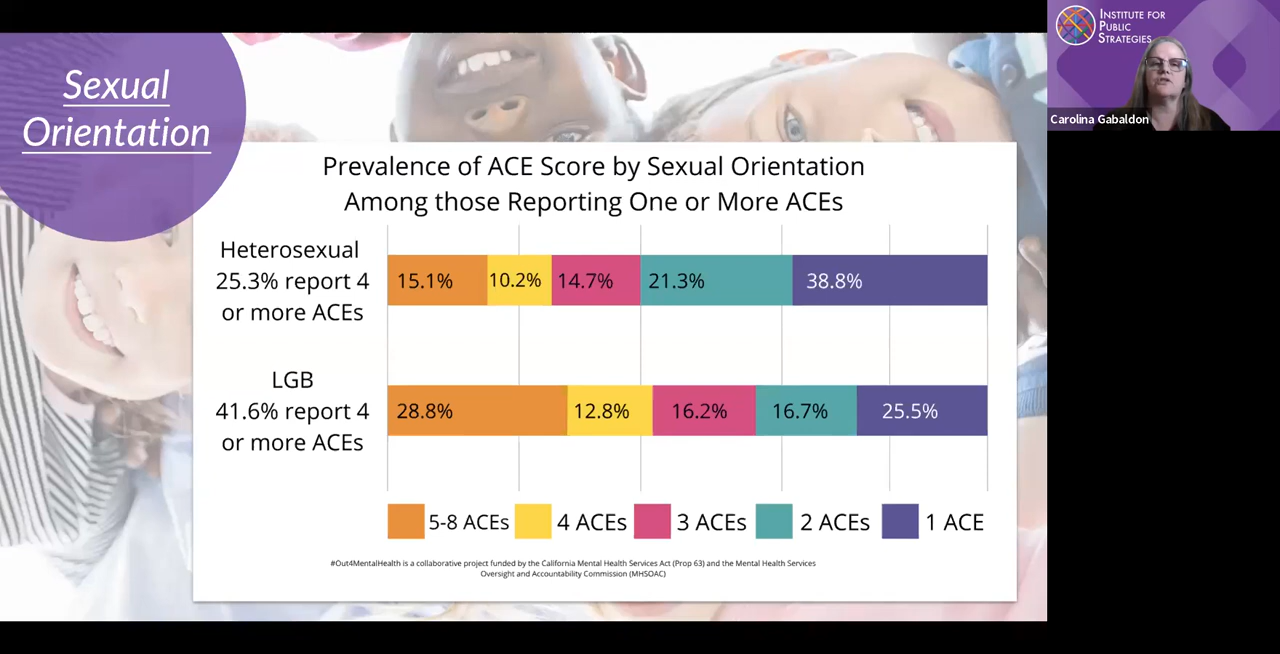 Sexual
Orientation
Prevalence of ACE Score by Sexual Orientation
Among those Reporting One or More ACEs
Heterosexual
25.3% report 4
or more ACEs
15.1% 10.2% 14.7% 21.3% 38.8%
LGB
41.6% report 4
or more ACEs
28.8% 12.8% 16.2% 16.7% 25.5%
5-8 ACEs 4 ACEs 3 ACEs 2 ACEs 1 ACE
#Out4MentalHealth is a collaborative project funded by the California Mental Health Services Act (Prop 63) and the Mental Health Services
Oversight and Accountability Commission (MHSOAC)
INSTITUTE FOR
PUBLIC
STRATEGIES
Carolina Gabaldon